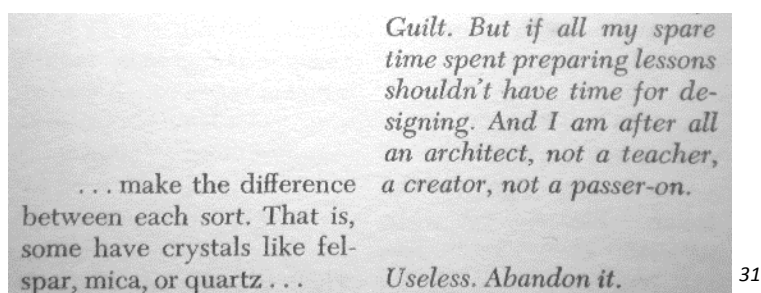 Guilt. But if all my spare
time spent preparing lessons
shouldn't have time for de-
signing. And I am after all
an architect, not a teacher,
a creator, not a passer-on.
... make the difference
between each sort. That is,
some have crystals like fel-
spar, mica, or quartz ...
Useless. Abandon it.
31